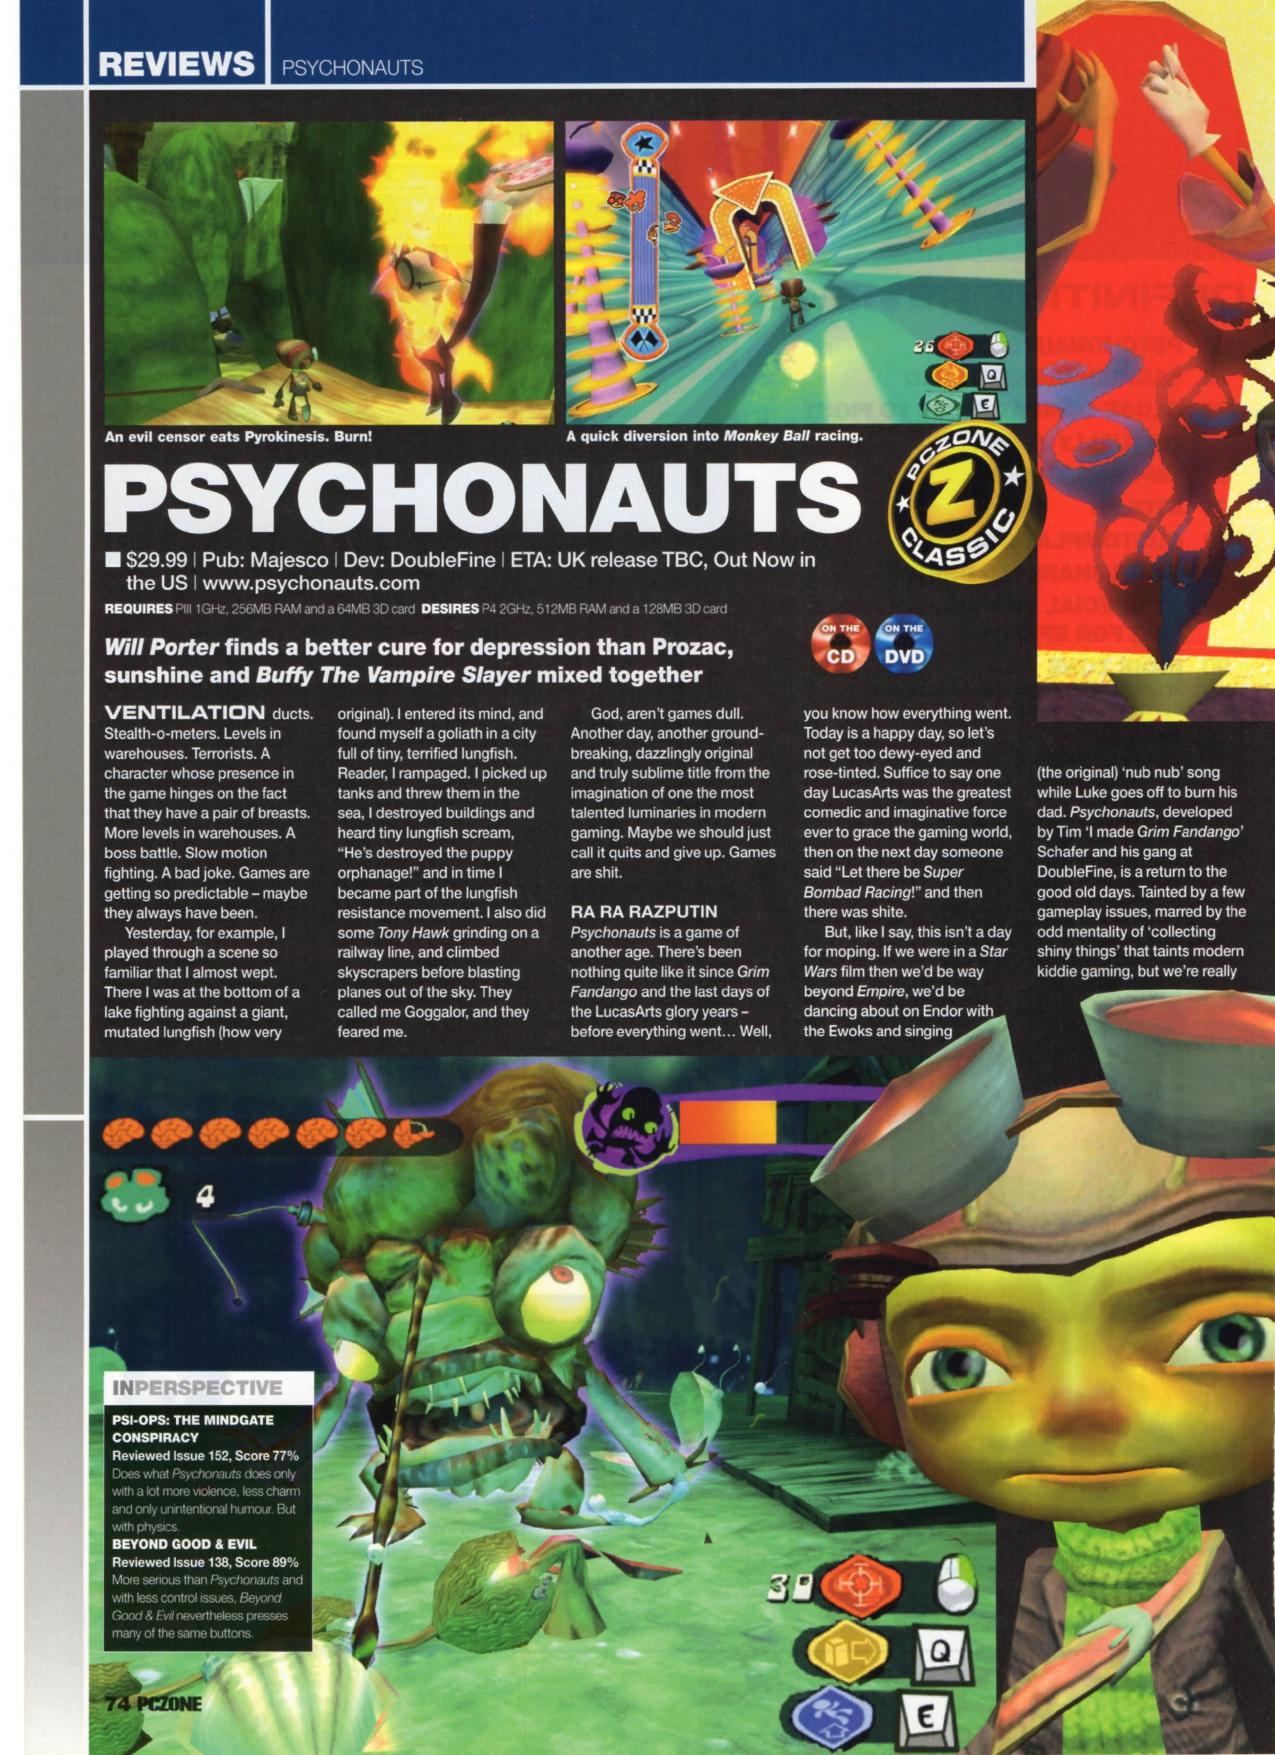 REVIEWS
PSYCHONAUTS
26
Q
E
An evil censor eats Pyrokinesis. Burn!
A quick diversion into Monkey Ball racing.
PSYCHONAUTS
PCZONE
Z
CLASSIC
$29.99 | Pub: Majesco | Dev: DoubleFine | ETA: UK release TBC, Out Now in
the US | www.psychonauts.com
REQUIRES PIII 1GHz, 256MB RAM and a 64MB 3D card DESIRES P4 2GHz, 512MB RAM and a 128MB 3D card
ON THE
CD
ON THE
DVD
Will Porter finds a better cure for depression than Prozac,
sunshine and Buffy The Vampire Slayer mixed together
VENTILATION ducts.
Stealth-o-meters. Levels in
warehouses. Terrorists. A
character whose presence in
the game hinges on the fact
that they have a pair of breasts.
More levels in warehouses. A
boss battle. Slow motion
fighting. A bad joke. Games are
getting so predictable – maybe
they always have been.
Yesterday, for example, I
played through a scene so
familiar that I almost wept.
There I was at the bottom of a
lake fighting against a giant,
mutated lungfish (how very
original). I entered its mind, and
found myself a goliath in a city
full of tiny, terrified lungfish.
Reader, I rampaged. I picked up
tanks and threw them in the
sea, I destroyed buildings and
heard tiny lungfish scream,
“He's destroyed the puppy
orphanage!” and in time I
became part of the lungfish
resistance movement. I also did
some Tony Hawk grinding on a
railway line, and climbed
skyscrapers before blasting
planes out of the sky. They
called me Goggalor, and they
feared me.
God, aren't games dull.
Another day, another ground-
breaking, dazzlingly original
and truly sublime title from the
imagination of one the most
talented luminaries in modern
gaming. Maybe we should just
call it quits and give up. Games
are shit.
RA RA RAZPUTIN
Psychonauts is a game of
another age. There's been
nothing quite like it since Grim
Fandango and the last days of
the LucasArts glory years –
before everything went... Well,
you know how everything went.
Today is a happy day, so let's
not get too dewy-eyed and
rose-tinted. Suffice to say one
day LucasArts was the greatest
comedic and imaginative force
ever to grace the gaming world,
then on the next day someone
said “Let there be Super
Bombad Racing!” and then
there was shite.
But, like I say, this isn't a day
for moping. If we were in a Star
Wars film then we'd be way
beyond Empire, we'd be
dancing about on Endor with
the Ewoks and singing
(the original) ‘nub nub’ song
while Luke goes off to burn his
dad. Psychonauts, developed
by Tim ‘I made Grim Fandango’
Schafer and his gang at
DoubleFine, is a return to the
good old days. Tainted by a few
gameplay issues, marred by the
odd mentality of ‘collecting
shiny things’ that taints modern
kiddie gaming, but we're really
4
INPERSPECTIVE
PSI-OPS: THE MINDGATE
CONSPIRACY
Reviewed Issue 152, Score 77%
Does what Psychonauts does only
with a lot more violence, less charm
and only unintentional humour. But
with physics.
BEYOND GOOD & EVIL
Reviewed Issue 138, Score 89%
More serious than Psychonauts and
with less control issues, Beyond
Good & Evil nevertheless presses
many of the same buttons.
39
Q
E
74 PCZONE